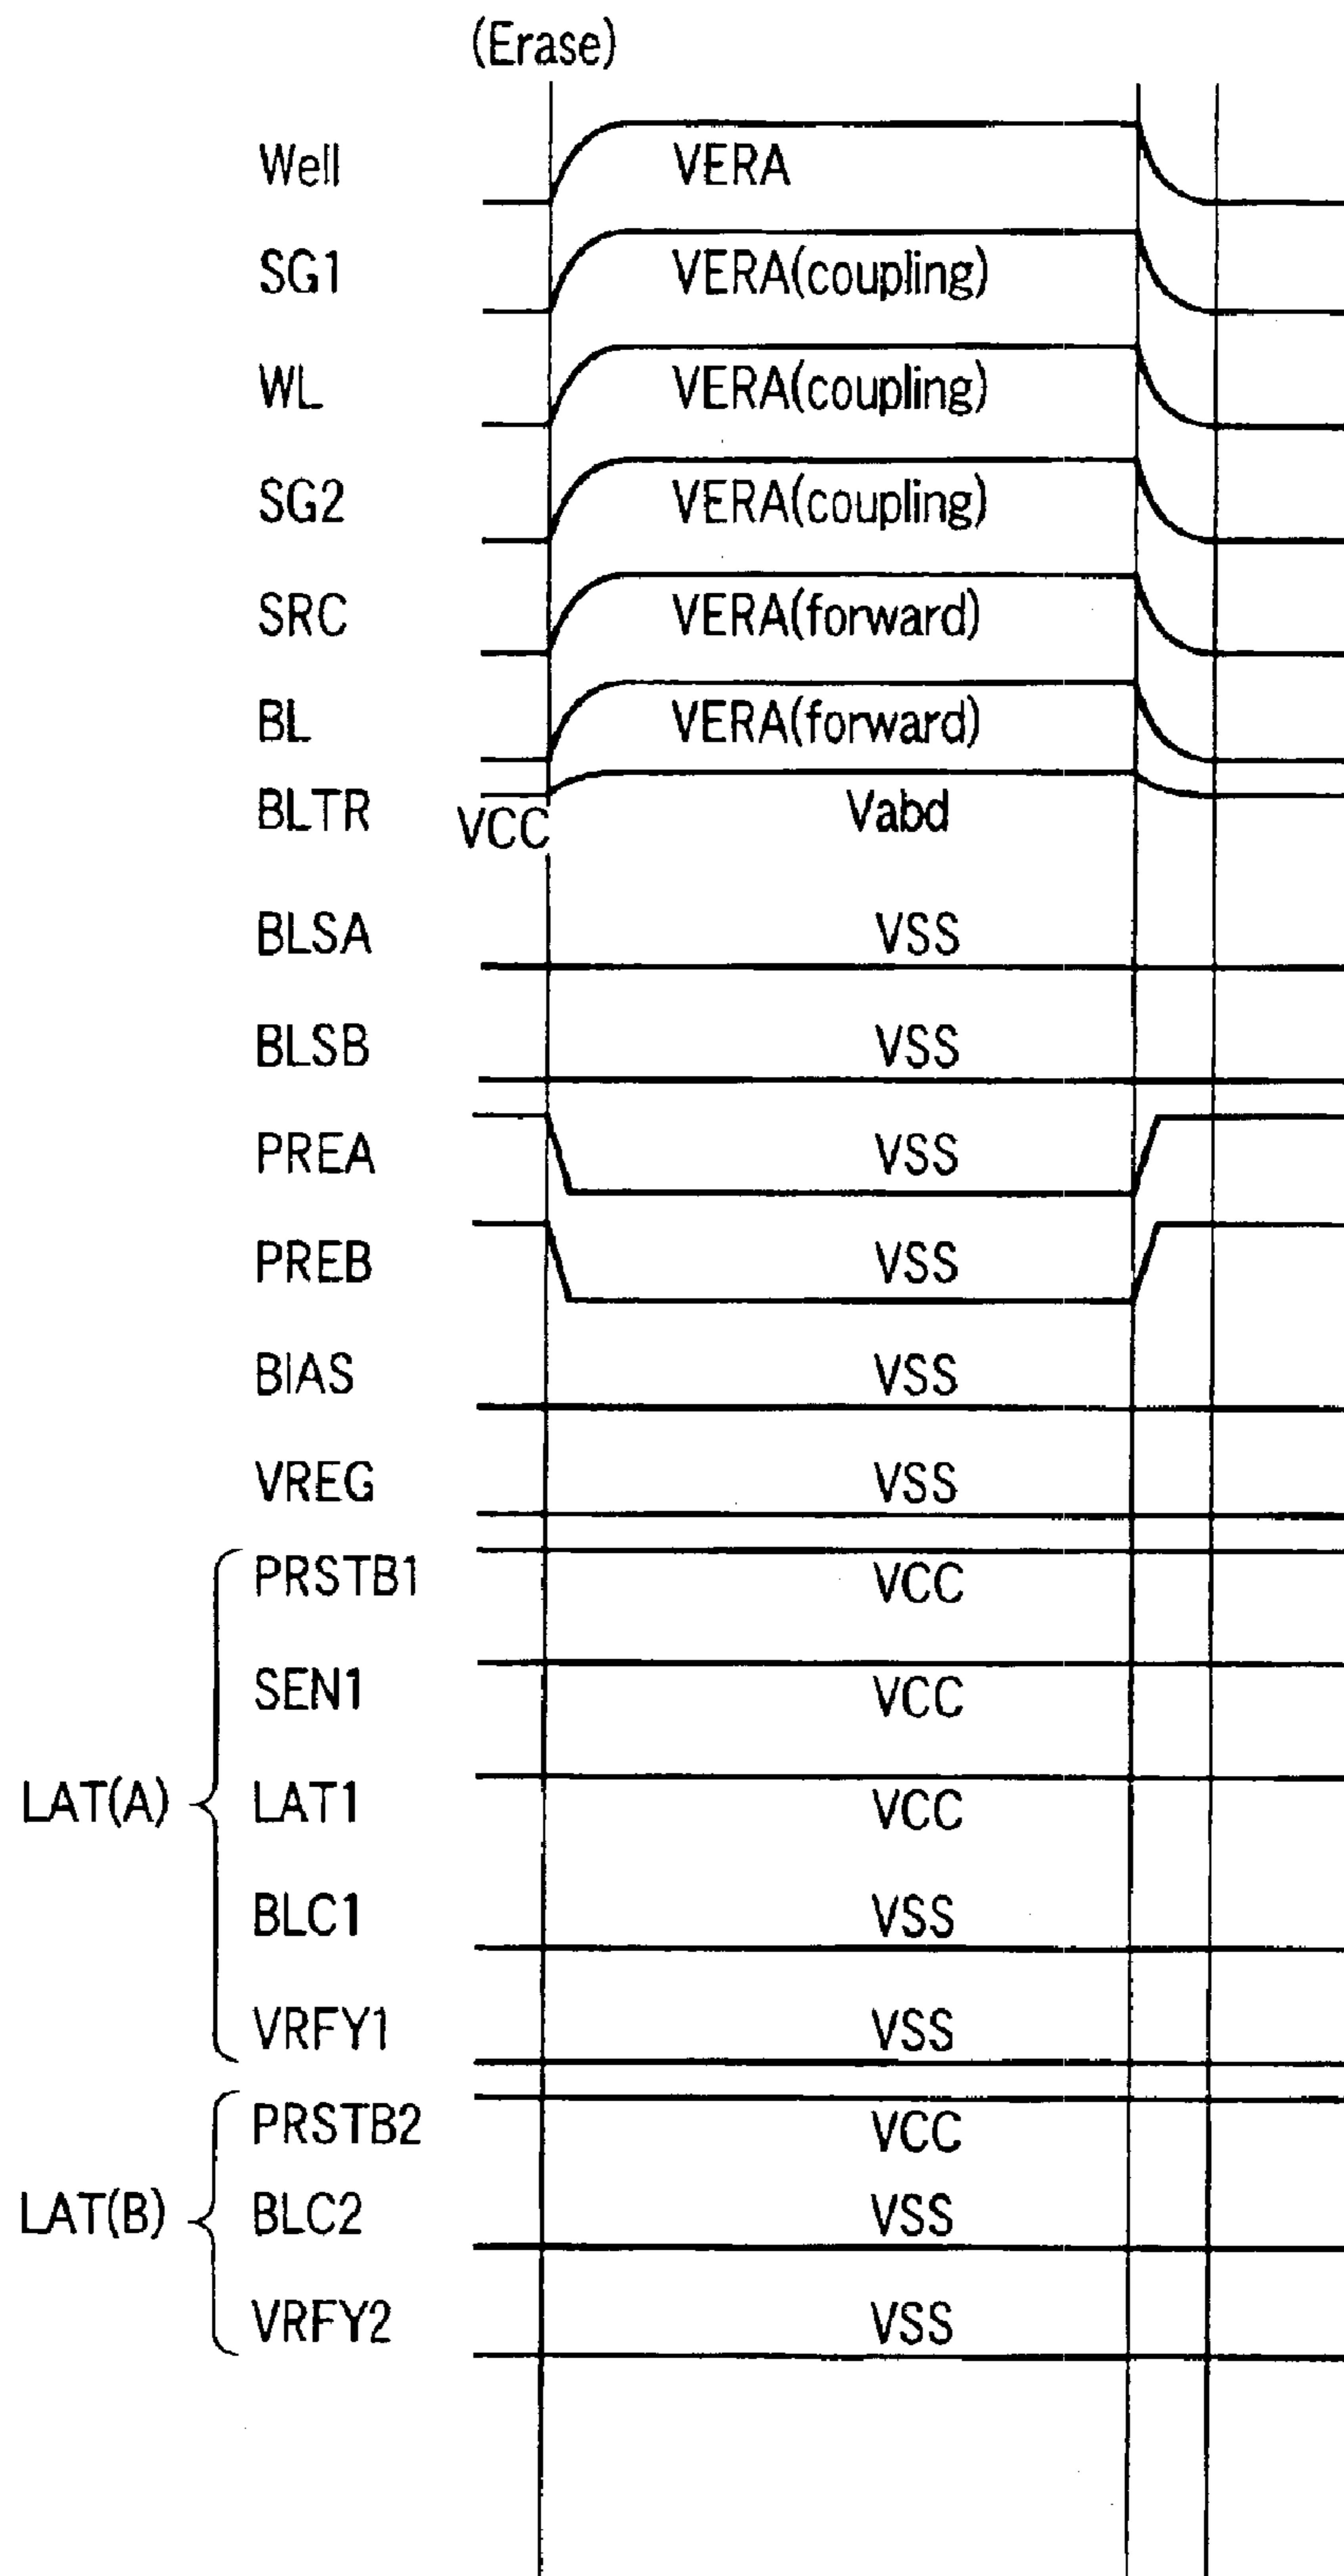 (Erase)
Well VERA
SG1 VERA(coupling)
WL VERA(coupling)
SG2 VERA(coupling)
SRC VERA(forward)
BL VERA(forward)
BLTR VCC Vabd
BLSA VSS
BLSB VSS
PREA VSS
PREB VSS
BIAS VSS
VREG VSS
PRSTB1 VCC
SEN1 VCC
LAT(A) LAT1 VCC
BLC1 VSS
VRFY1 VSS
PRSTB2 VCC
LAT(B) BLC2 VSS
VRFY2 VSS